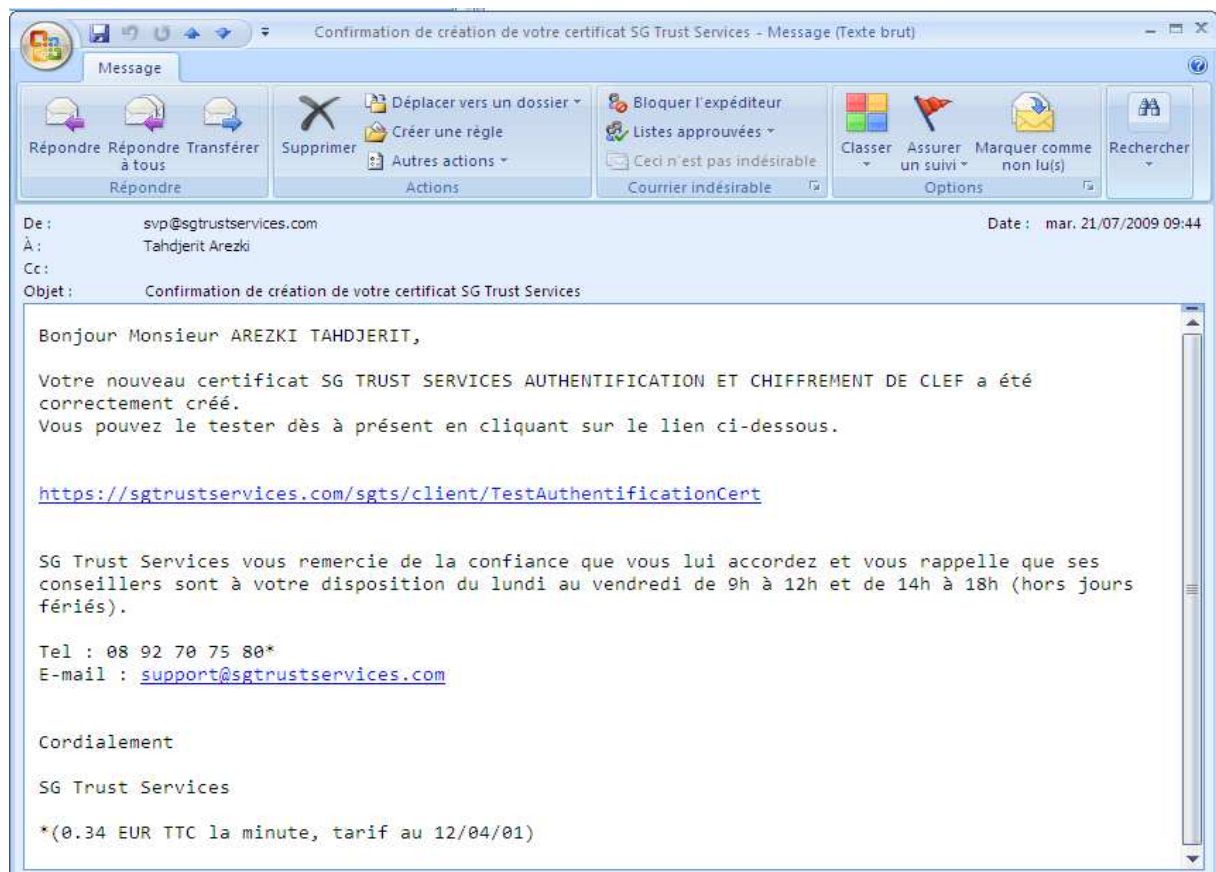 Confirmation de création de votre certificat SG Trust Services - Message (Texte brut)
Message
Répondre Répondre à tous Transférer
Supprimer
Déplacer vers un dossier
Créer une règle
Autres actions
Bloquer l'expéditeur
Listes approuvées
Ceci n'est pas indésirable
Classer Assurer un suivi Marquer comme non lu(s)
Rechercher
Répondre Actions Courrier indésirable Options
De : svp@sgtrustservices.com Date : mar. 21/07/2009 09:44
À : Tahdjerit Arezki
Cc :
Objet : Confirmation de création de votre certificat SG Trust Services
Bonjour Monsieur AREZKI TAHDJERIT,
Votre nouveau certificat SG TRUST SERVICES AUTHENTIFICATION ET CHIFFREMENT DE CLEF a été
correctement créé.
Vous pouvez le tester dès à présent en cliquant sur le lien ci-dessous.
https://sgtrustservices.com/sgts/client/TestAuthentificationCert
SG Trust Services vous remercie de la confiance que vous lui accordez et vous rappelle que ses
conseillers sont à votre disposition du lundi au vendredi de 9h à 12h et de 14h à 18h (hors jours
fériés).
Tel : 08 92 70 75 80*
E-mail : support@sgtrustservices.com
Cordialement
SG Trust Services
*(0.34 EUR TTC la minute, tarif au 12/04/01)